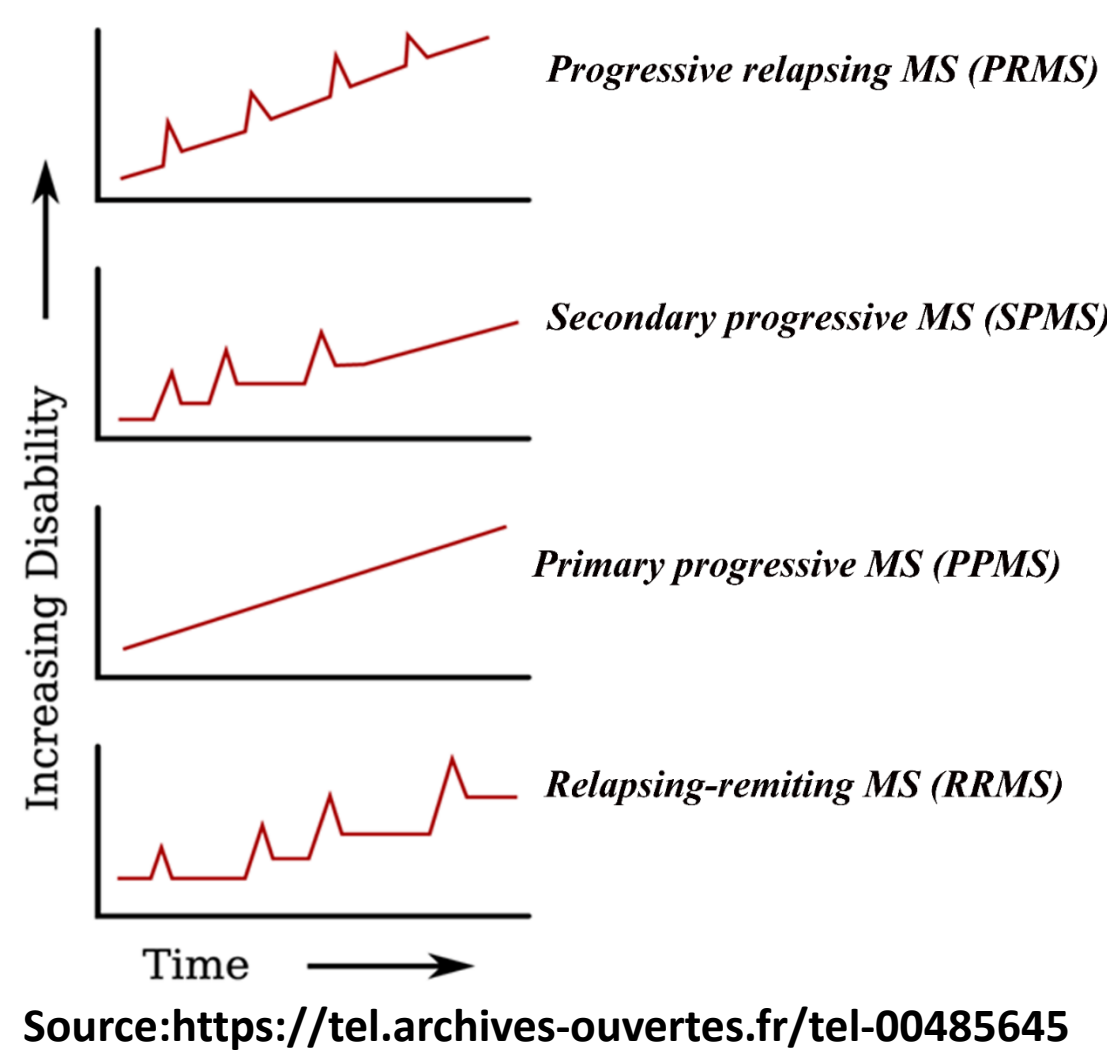 Progressive relapsing MS (PRMS)
Secondary progressive MS (SPMS)
Primary progressive MS (PPMS)
Relapsing-remiting MS (RRMS)
Increasing Disability
Time
Source:https://tel.archives-ouvertes.fr/tel-00485645